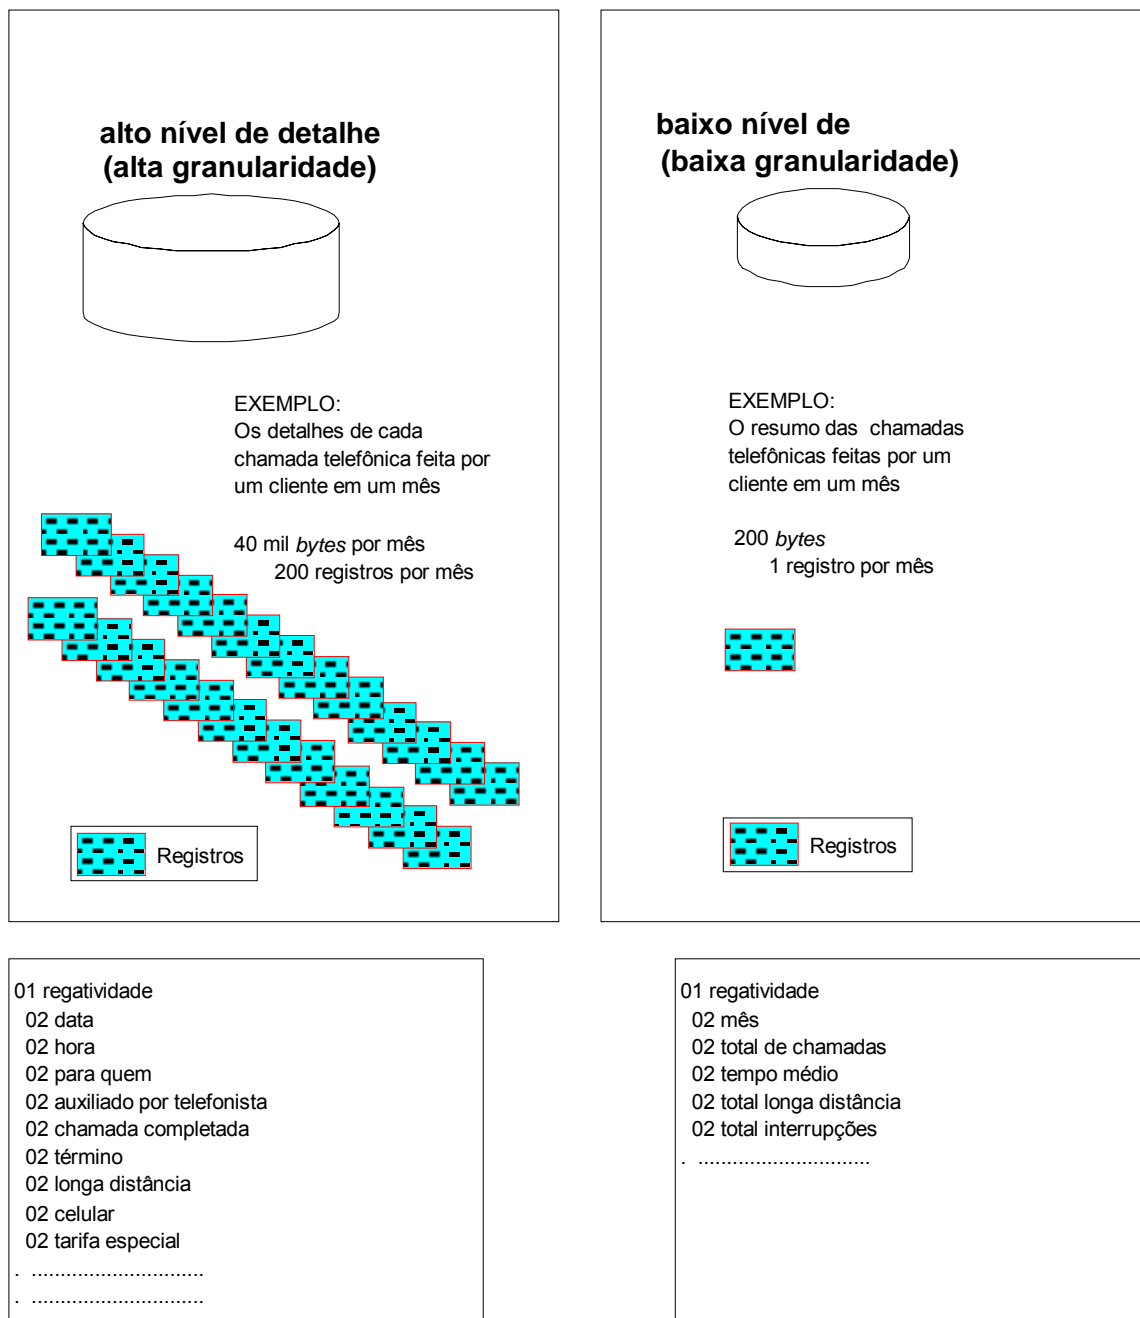 alto nível de detalhe
(alta granularidade)
EXEMPLO:
Os detalhes de cada
chamada telefônica feita por
um cliente em um mês
40 mil bytes por mês
200 registros por mês
Registros
baixo nível de
(baixa granularidade)
EXEMPLO:
O resumo das chamadas
telefônicas feitas por um
cliente em um mês
200 bytes
1 registro por mês
Registros
01 regatividade
02 data
02 hora
02 para quem
02 auxiliado por telefonista
02 chamada completada
02 término
02 longa distância
02 celular
02 tarifa especial
. ..............................
. ..............................
01 regatividade
02 mês
02 total de chamadas
02 tempo médio
02 total longa distância
02 total interrupções
. ..............................